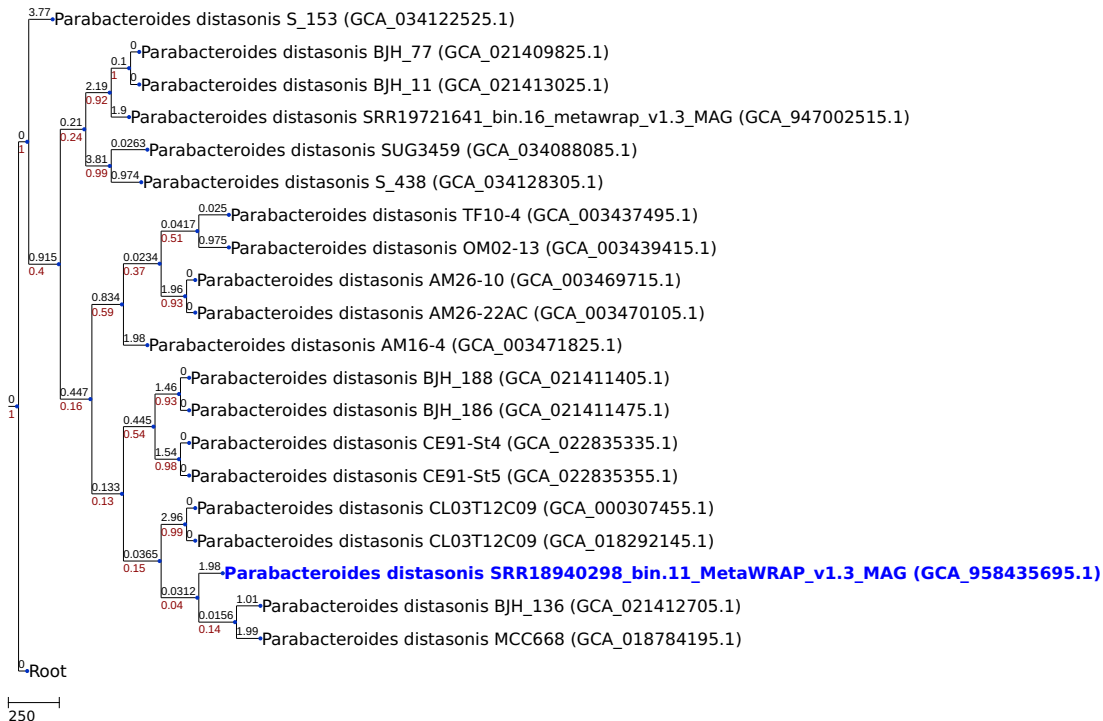 3.77
Parabacteroides distasonis S_153 (GCA_034122525.1)
0
Parabacteroides distasonis BJH_77 (GCA_021409825.1)
0.1
1
0
Parabacteroides distasonis BJH_11 (GCA_021413025.1)
2.19
0.92
1.9
Parabacteroides distasonis SRR19721641_bin.16_metawrap_v1.3_MAG (GCA_947002515.1)
0.21
0.24
0
1
0.0263
Parabacteroides distasonis SUG3459 (GCA_034088085.1)
3.81
0.99
0.974
Parabacteroides distasonis S_438 (GCA_034128305.1)
0.025
Parabacteroides distasonis TF10-4 (GCA_003437495.1)
0.0417
0.51
0.975
Parabacteroides distasonis OM02-13 (GCA_003439415.1)
0.915
0.4
0.0234
0.37
0
Parabacteroides distasonis AM26-10 (GCA_003469715.1)
1.96
0.93
0
Parabacteroides distasonis AM26-22AC (GCA_003470105.1)
0.834
0.59
1.98
Parabacteroides distasonis AM16-4 (GCA_003471825.1)
0
Parabacteroides distasonis BJH_188 (GCA_021411405.1)
1.46
0.93
0
Parabacteroides distasonis BJH_186 (GCA_021411475.1)
0.447
0.16
0
1
0.445
0.54
0
Parabacteroides distasonis CE91-St4 (GCA_022835335.1)
1.54
0.98
0
Parabacteroides distasonis CE91-St5 (GCA_022835355.1)
0.133
0.13
0
Parabacteroides distasonis CL03T12C09 (GCA_000307455.1)
2.96
0.99
0
Parabacteroides distasonis CL03T12C09 (GCA_018292145.1)
0.0365
0.15
1.98
Parabacteroides distasonis SRR18940298_bin.11_MetaWRAP_v1.3_MAG (GCA_958435695.1)
0.0312
0.04
1.01
Parabacteroides distasonis BJH_136 (GCA_021412705.1)
0.0156
0.14
1.99
Parabacteroides distasonis MCC668 (GCA_018784195.1)
0
Root
250